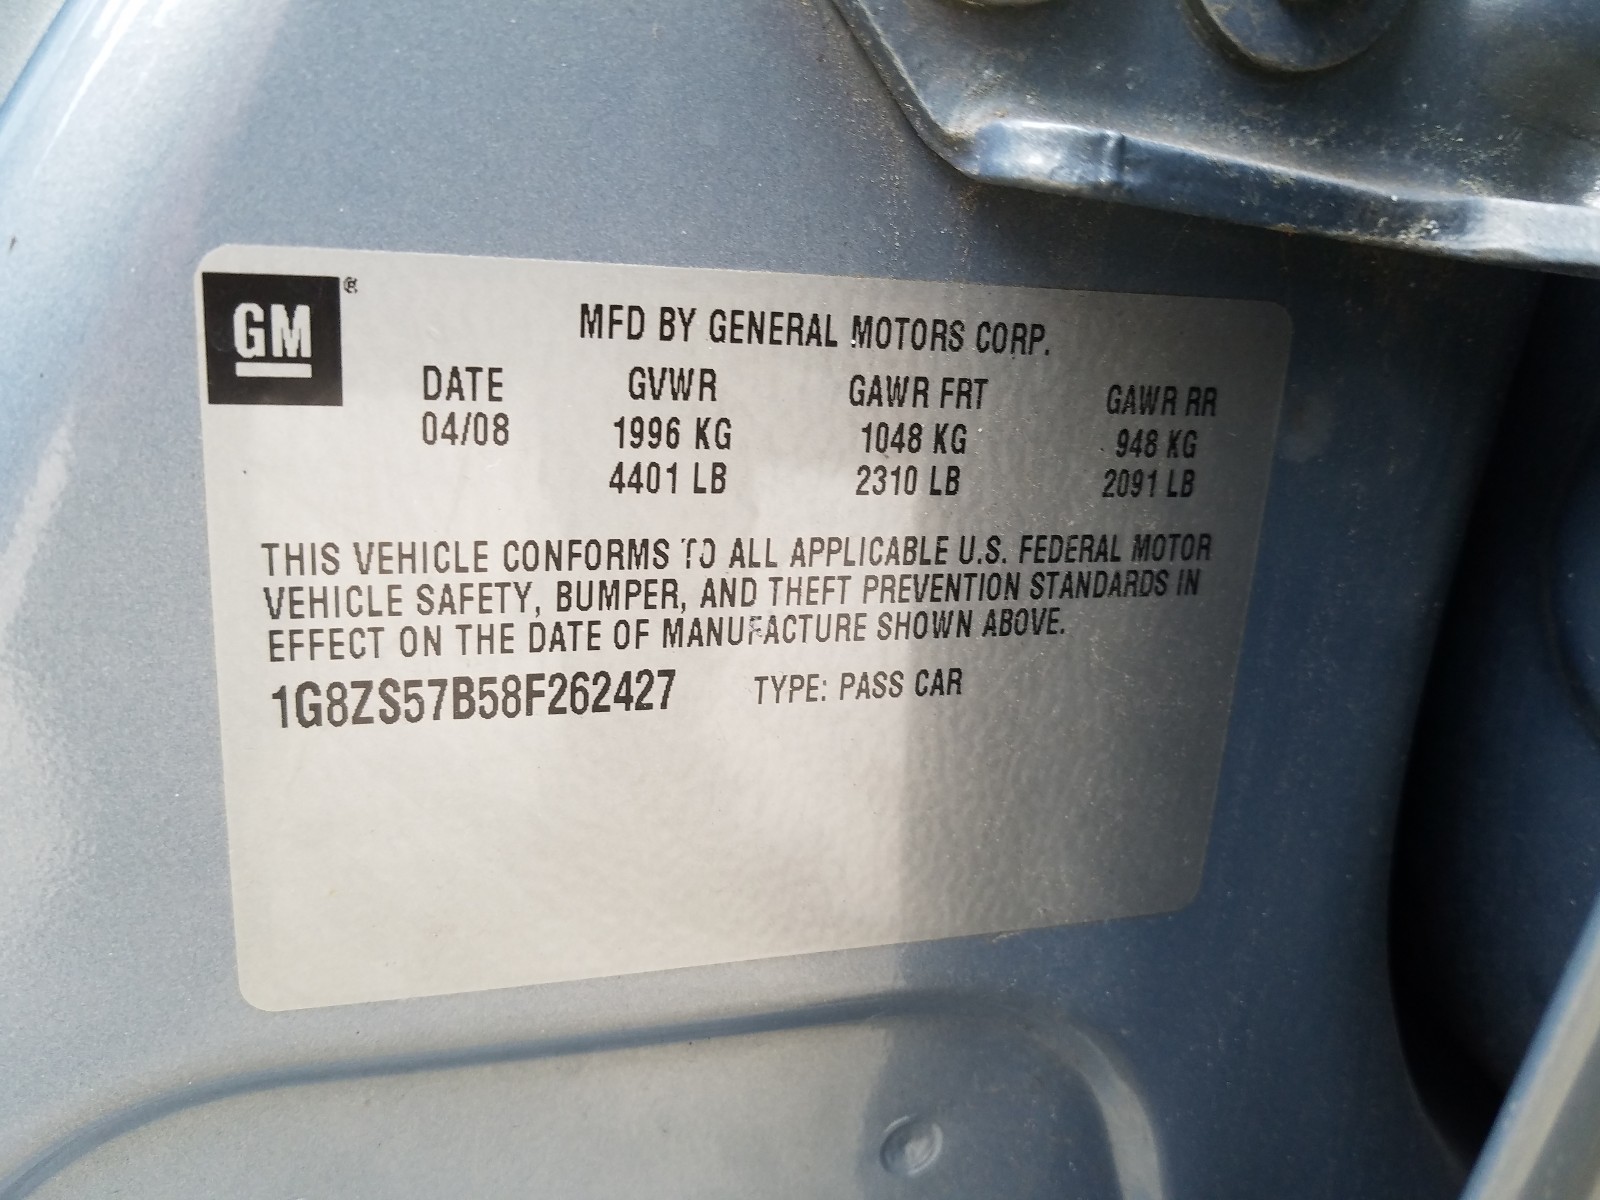 GM ®
MFD BY GENERAL MOTORS CORP.
DATE GVWR GAWR FRT GAWR RR
04/08 1996 KG 1048 KG 948 KG
4401 LB 2310 LB 2091 LB
THIS VEHICLE CONFORMS TO ALL APPLICABLE U.S. FEDERAL MOTOR
VEHICLE SAFETY, BUMPER, AND THEFT PREVENTION STANDARDS IN
EFFECT ON THE DATE OF MANUFACTURE SHOWN ABOVE.
1G8ZS57B58F262427 TYPE: PASS CAR